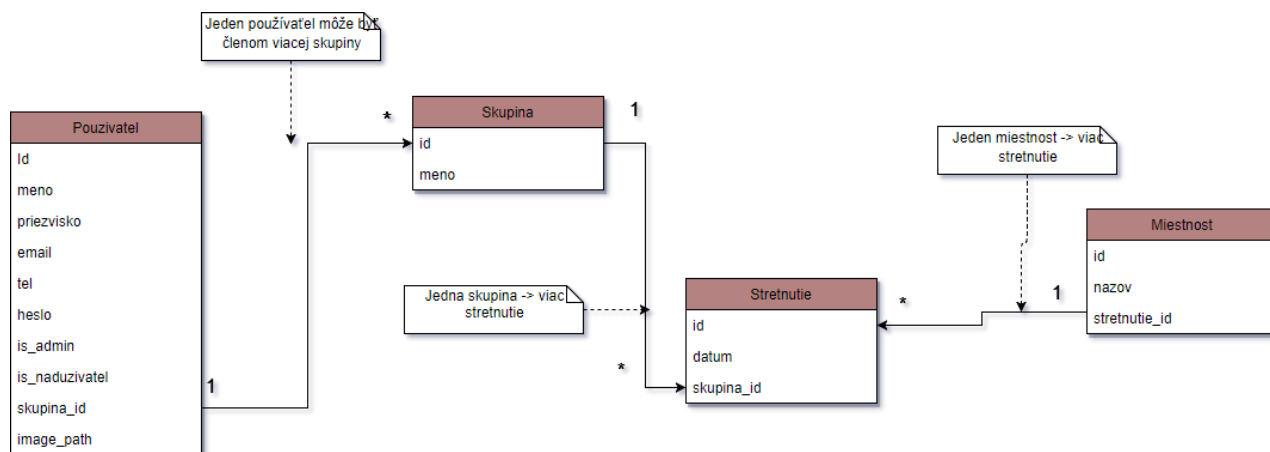 Jeden používateľ môže byť
členom viacej skupiny
Pouzivatel
Id
meno
priezvisko
email
tel
heslo
is_admin
is_naduzivatel
skupina_id
image_path
1
*
Skupina
id
meno
1
Jedna skupina -> viac
stretnutie
*
Stretnutie
id
datum
skupina_id
*
1
Jeden miestnost -> viac
stretnutie
Miestnost
id
nazov
stretnutie_id